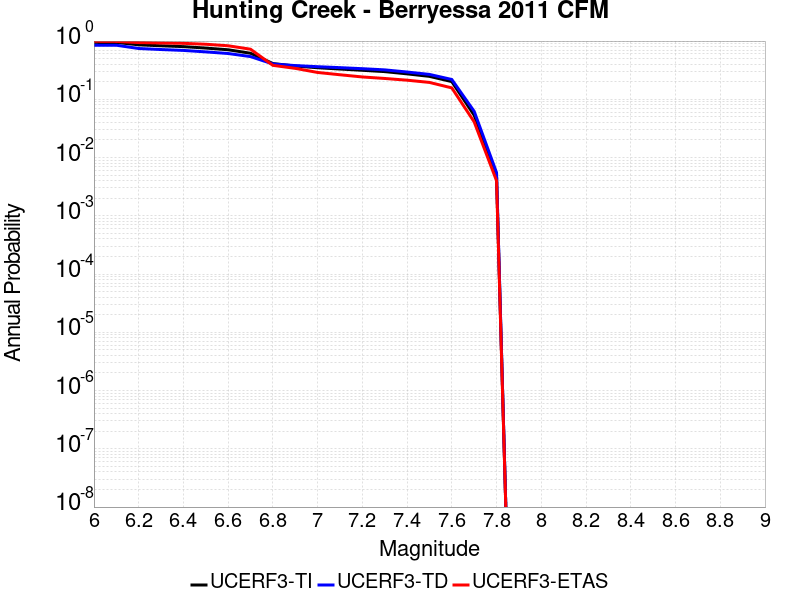 Hunting Creek - Berryessa 2011 CFM
10^0
10^-1
10^-2
10^-3
10^-4
10^-5
10^-6
10^-7
10^-8
Annual Probability
6 6.2 6.4 6.6 6.8 7 7.2 7.4 7.6 7.8 8 8.2 8.4 8.6 8.8 9
Magnitude
UCERF3-TI UCERF3-TD UCERF3-ETAS